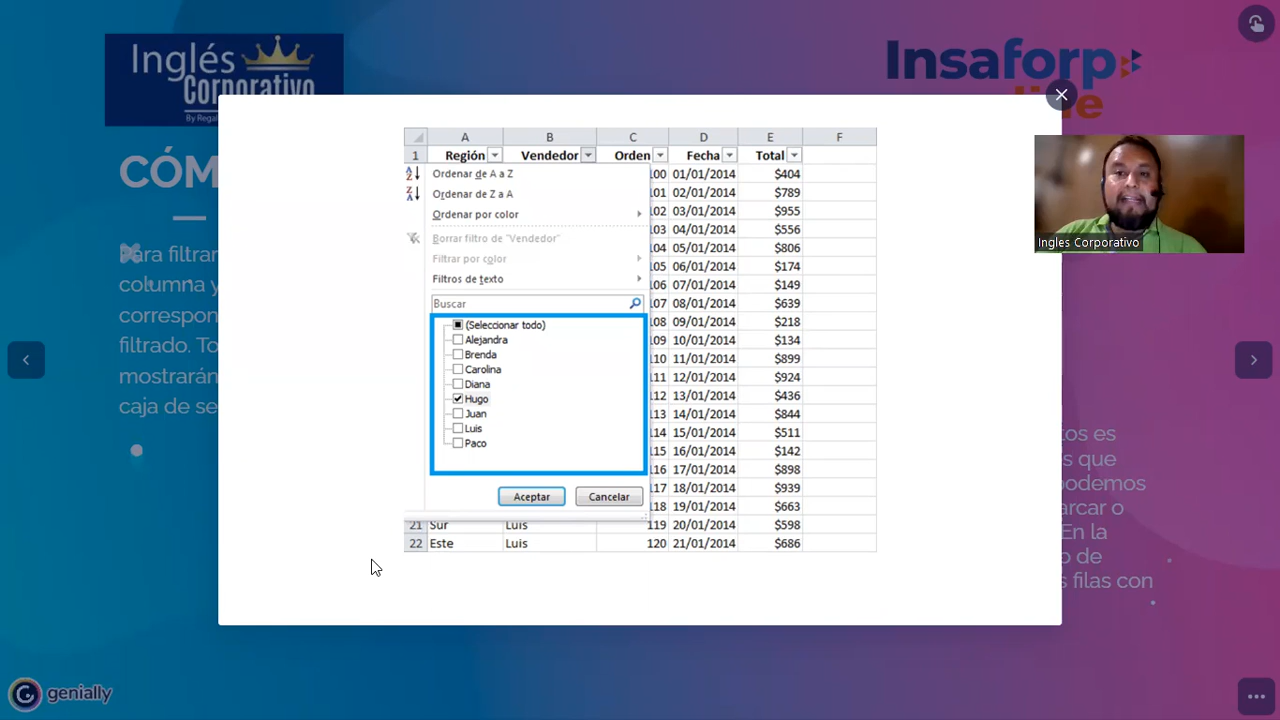 Inglés
Corporativo
By Regal
Insaforp
line
CÓM
Para filtrar
columna y
correspon
filtrado. To
mostrarán
caja de se
tos es
s que
podemos
arcar o
En la
o de
s filas con
A B C D E F
1 Región Vendedor Orden Fecha Total
Ordenar de A a Z 100 01/01/2014 $404
Ordenar de Z a A 101 02/01/2014 $789
Ordenar por color 102 03/01/2014 $955
103 04/01/2014 $556
Borrar filtro de "Vendedor" 104 05/01/2014 $806
Filtrar por color 105 06/01/2014 $174
Filtros de texto 106 07/01/2014 $149
Buscar 107 08/01/2014 $639
(Seleccionar todo) 108 09/01/2014 $218
Alejandra 109 10/01/2014 $134
Brenda 110 11/01/2014 $899
Carolina 111 12/01/2014 $924
Diana
Hugo 112 13/01/2014 $436
Juan 113 14/01/2014 $844
Luis 114 15/01/2014 $511
Paco 115 16/01/2014 $142
116 17/01/2014 $898
117 18/01/2014 $939
Aceptar Cancelar 118 19/01/2014 $663
21 Sur Luis 119 20/01/2014 $598
22 Este Luis 120 21/01/2014 $686
Ingles Corporativo
genially